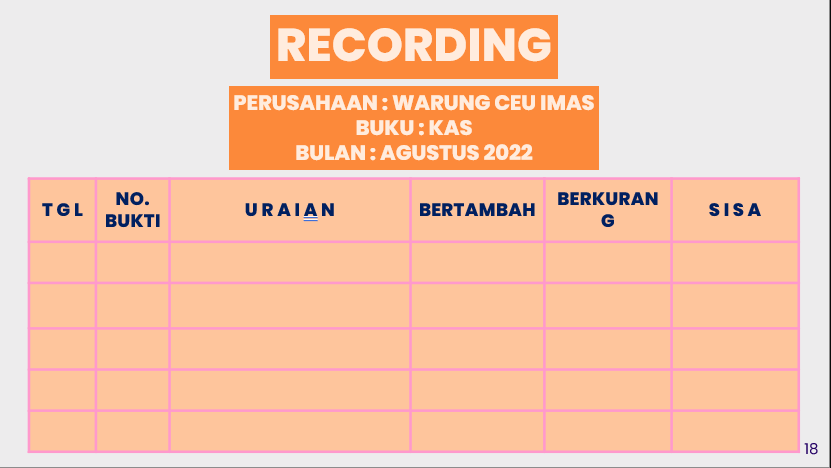 RECORDING
PERUSAHAAN : WARUNG CEU IMAS
BUKU : KAS
BULAN : AGUSTUS 2022
T G L
NO.
BUKTI
U R A I A N
BERTAMBAH
BERKURAN
G
S I S A
18